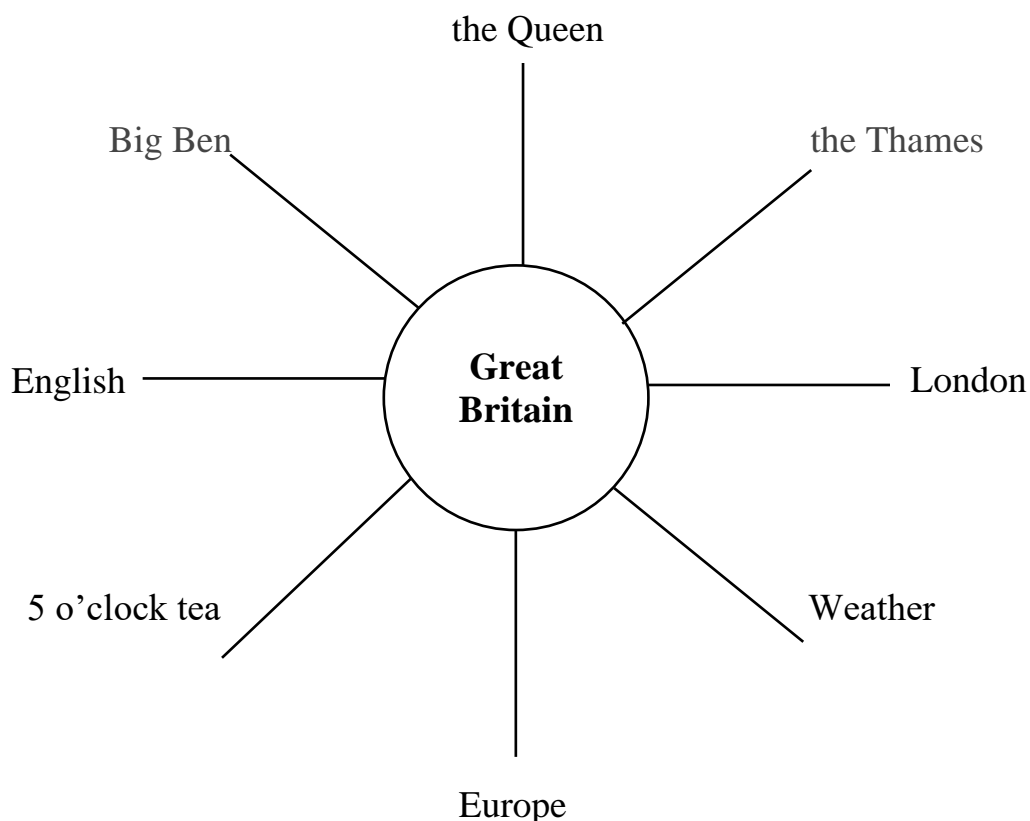 the Queen
Big Ben
the Thames
Great
Britain
English
London
5 o’clock tea
Weather
Europe